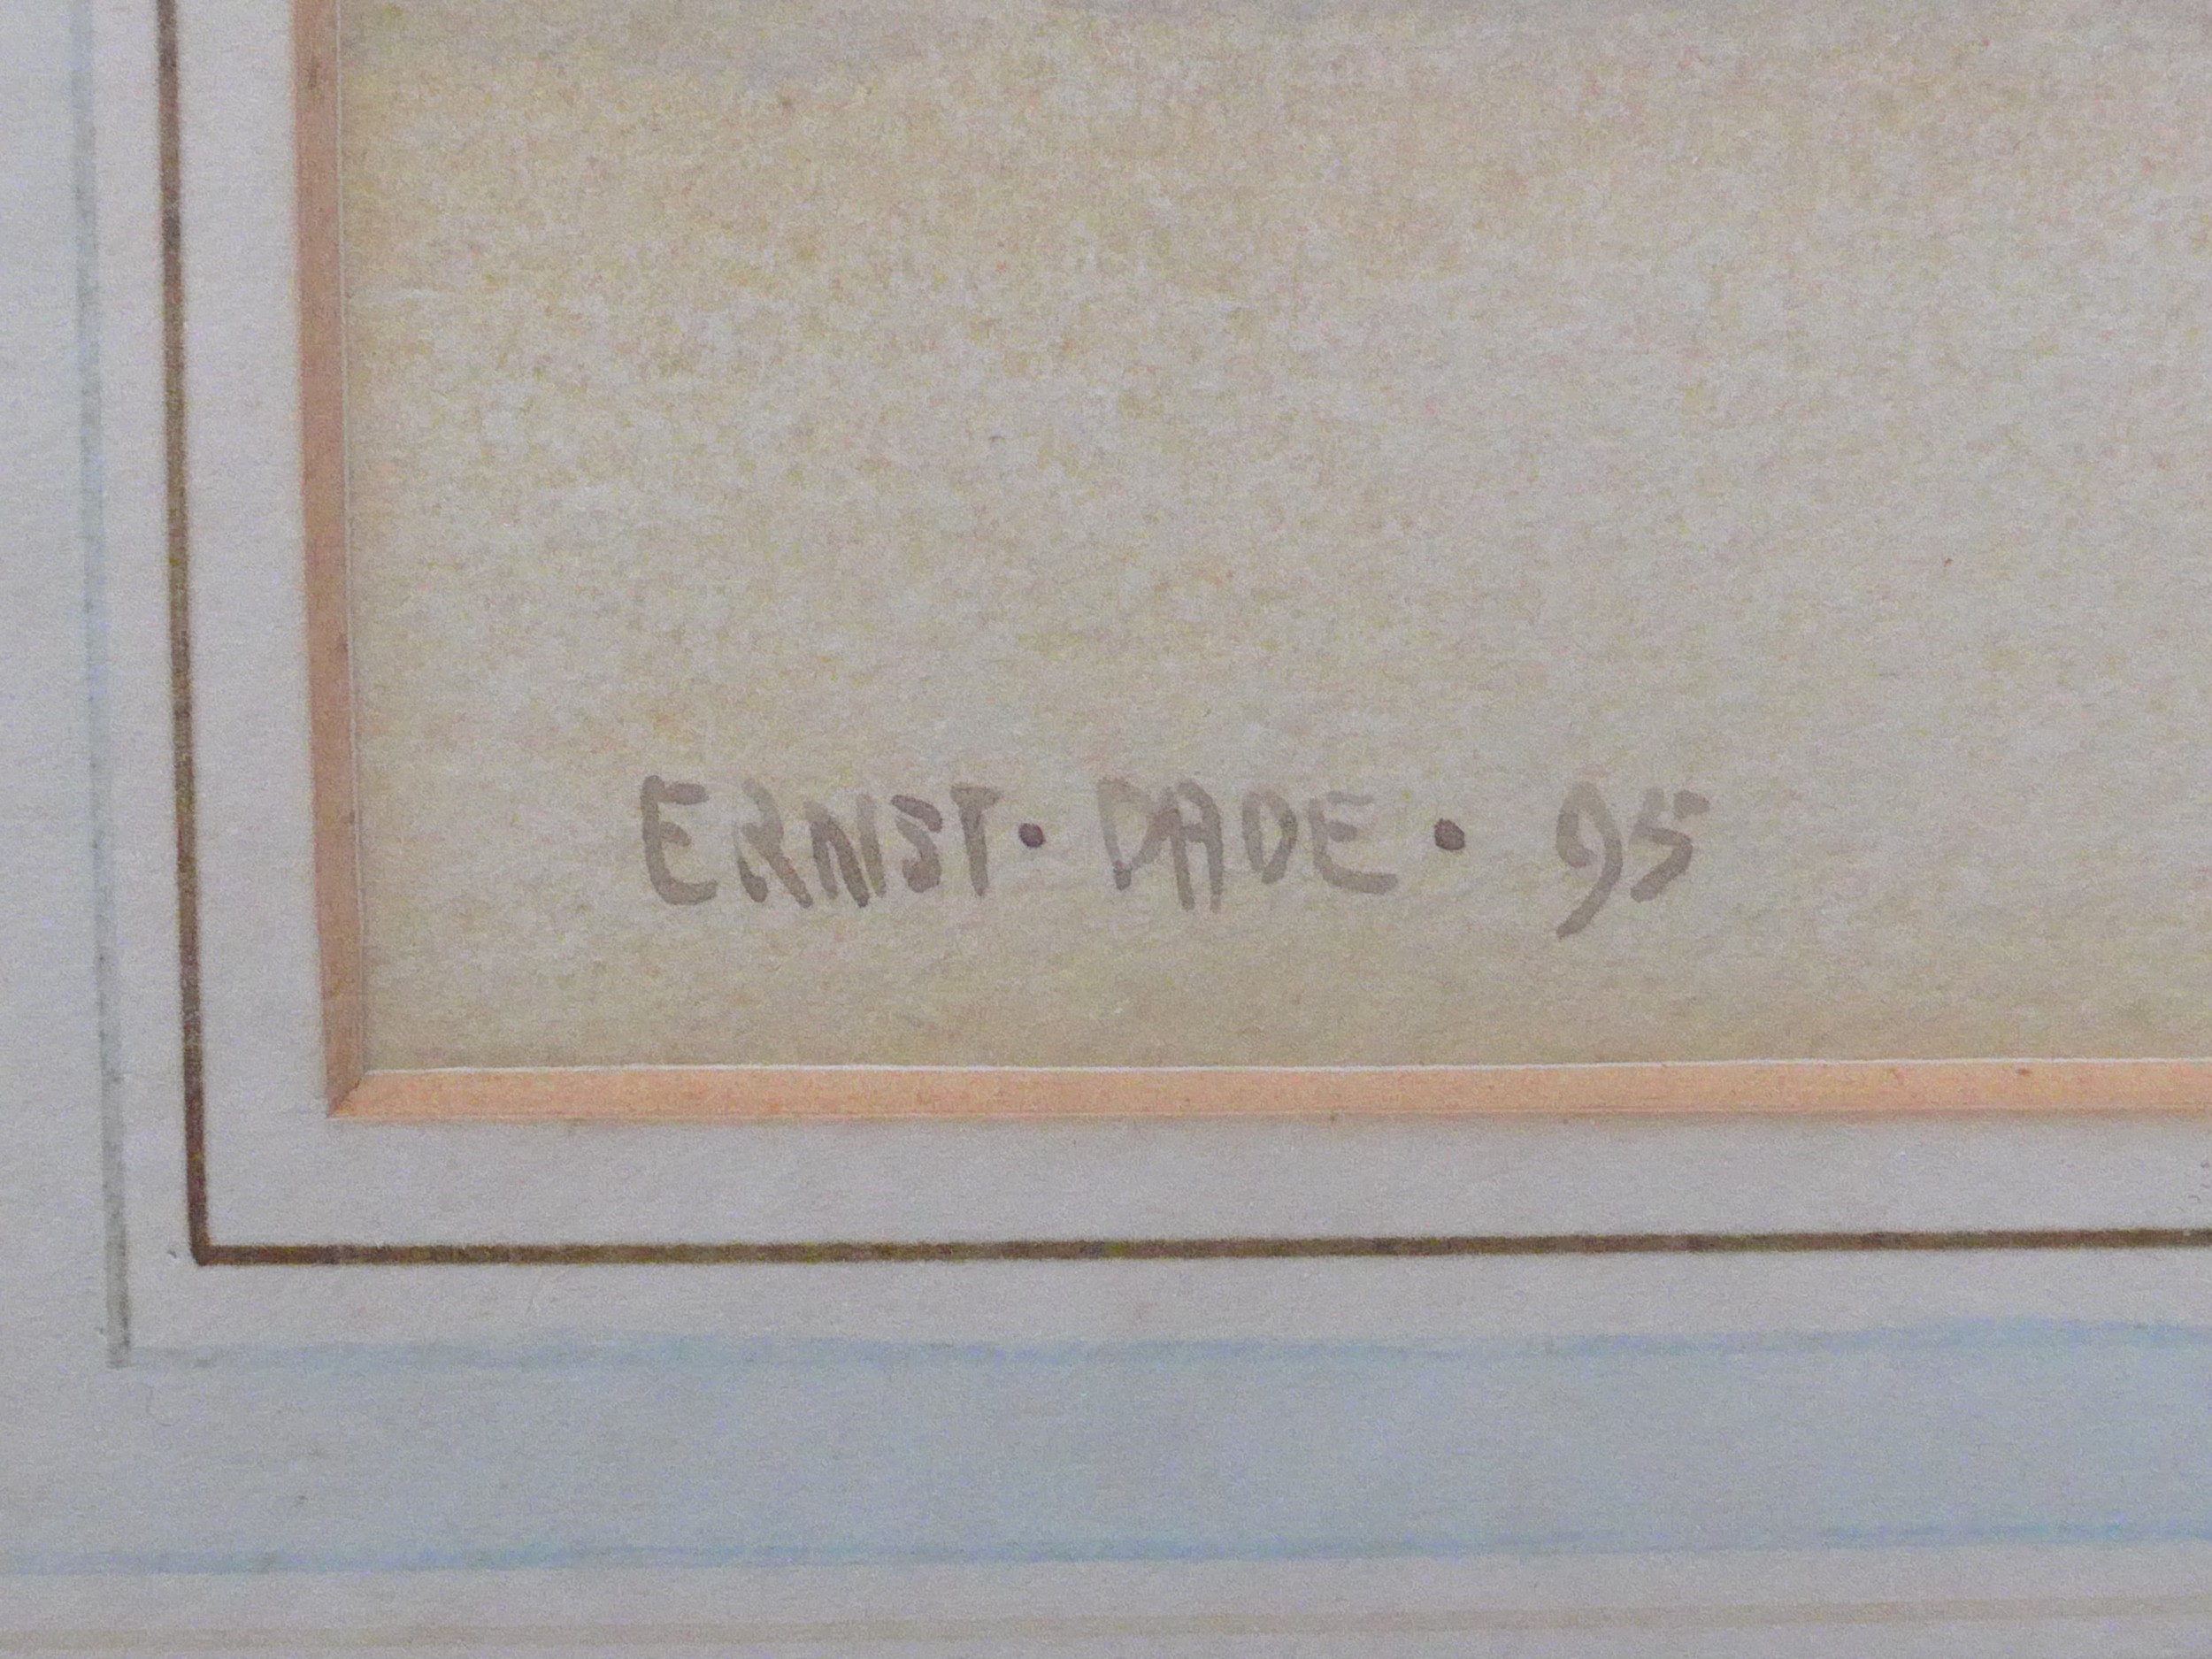 ERNST · DADE · 95